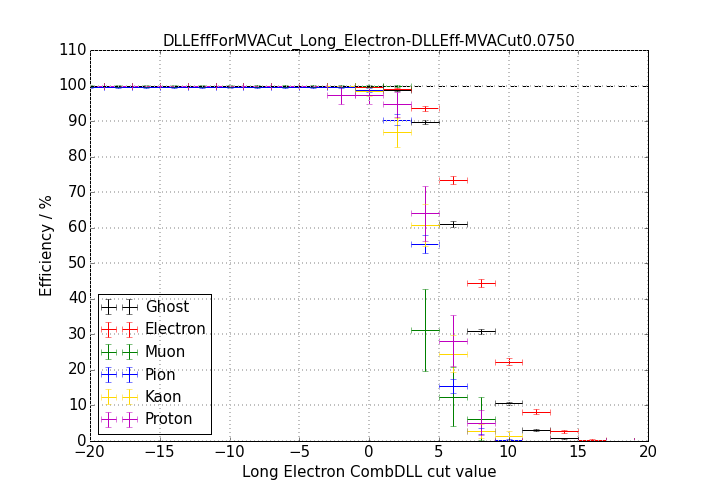 DLLEffForMVACut_Long_Electron-DLLEff-MVACut0.0750
110
100
90
80
70
60
50
40
30
20
10
0
Efficiency / %
Ghost
Electron
Muon
Pion
Kaon
Proton
−20 −15 −10 −5 0 5 10 15 20
Long Electron CombDLL cut value